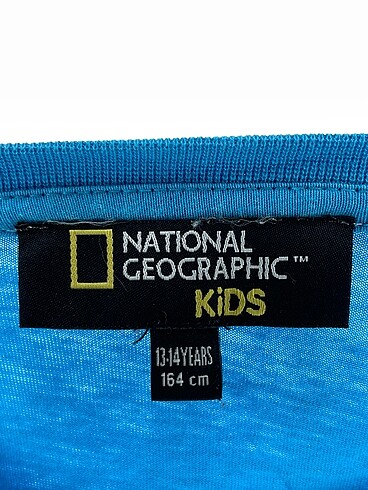 NATIONAL
GEOGRAPHIC™
KiDS
13-14YEARS
164 cm